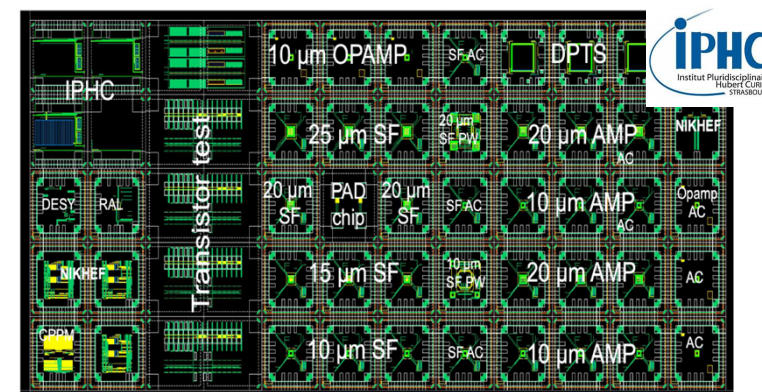 10 µm OPAMP
SF AC
DPTS
iPHC
Institut Pluridisciplinai
Hubert CURI
STRASBOU
IPHC
Transistor test
25 µm SF
20 µm
SF PW
20 µm AMP
AC
NIKHEF
DESY
RAL
20 µm
SF
PAD
chip
20 µm
SF
SF AC
10 µm AMP
AC
Opamp
AC
NIKHEF
15 µm SF
10 µm
SF PW
20 µm AMP
AC
CPPM
10 µm SF
SF AC
10 µm AMP
AC